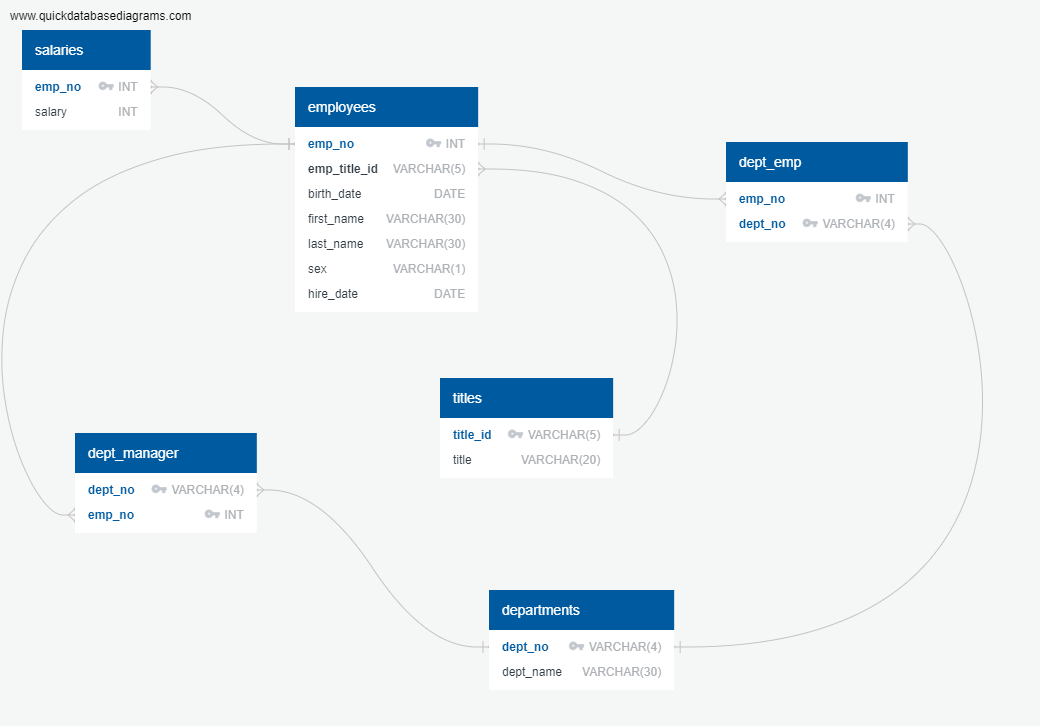 www.quickdatabasediagrams.com
salaries
emp_no INT
salary INT
employees
emp_no INT
emp_title_id VARCHAR(5)
birth_date DATE
first_name VARCHAR(30)
last_name VARCHAR(30)
sex VARCHAR(1)
hire_date DATE
dept_emp
emp_no INT
dept_no VARCHAR(4)
titles
title_id VARCHAR(5)
title VARCHAR(20)
dept_manager
dept_no VARCHAR(4)
emp_no INT
departments
dept_no VARCHAR(4)
dept_name VARCHAR(30)